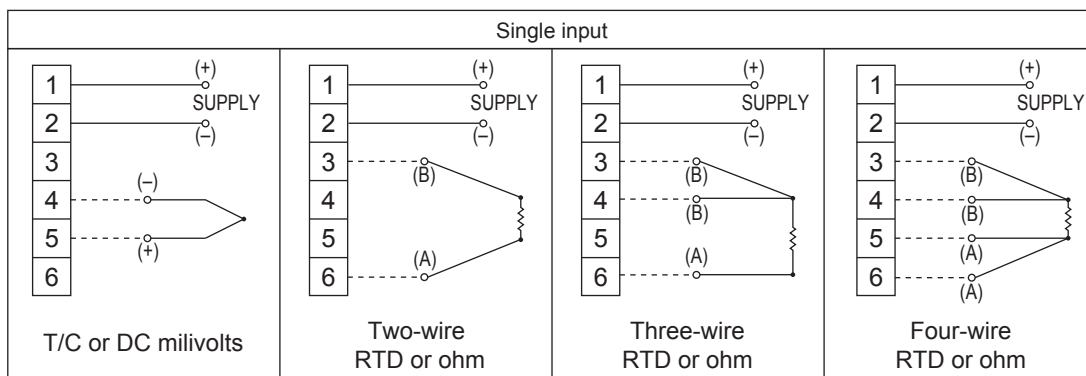 Single input
1
2
3
4
5
6
(+)
SUPPLY
(–)
(–)
(+)
T/C or DC milivolts
1
2
3
4
5
6
(+)
SUPPLY
(–)
(B)
(A)
Two-wire
RTD or ohm
1
2
3
4
5
6
(+)
SUPPLY
(–)
(B)
(B)
(A)
Three-wire
RTD or ohm
1
2
3
4
5
6
(+)
SUPPLY
(–)
(B)
(B)
(A)
(A)
Four-wire
RTD or ohm